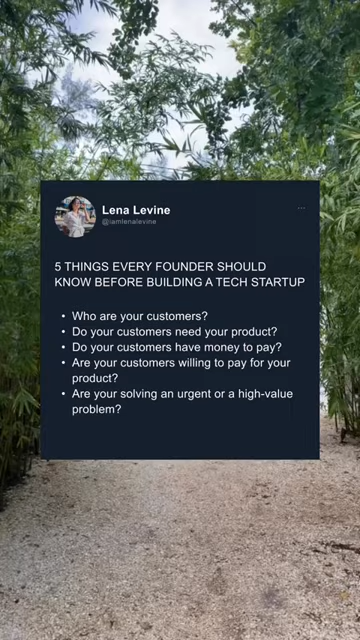 Lena Levine
@iamlenalevine
5 THINGS EVERY FOUNDER SHOULD
KNOW BEFORE BUILDING A TECH STARTUP
• Who are your customers?
• Do your customers need your product?
• Do your customers have money to pay?
• Are your customers willing to pay for your
product?
• Are your solving an urgent or a high-value
problem?